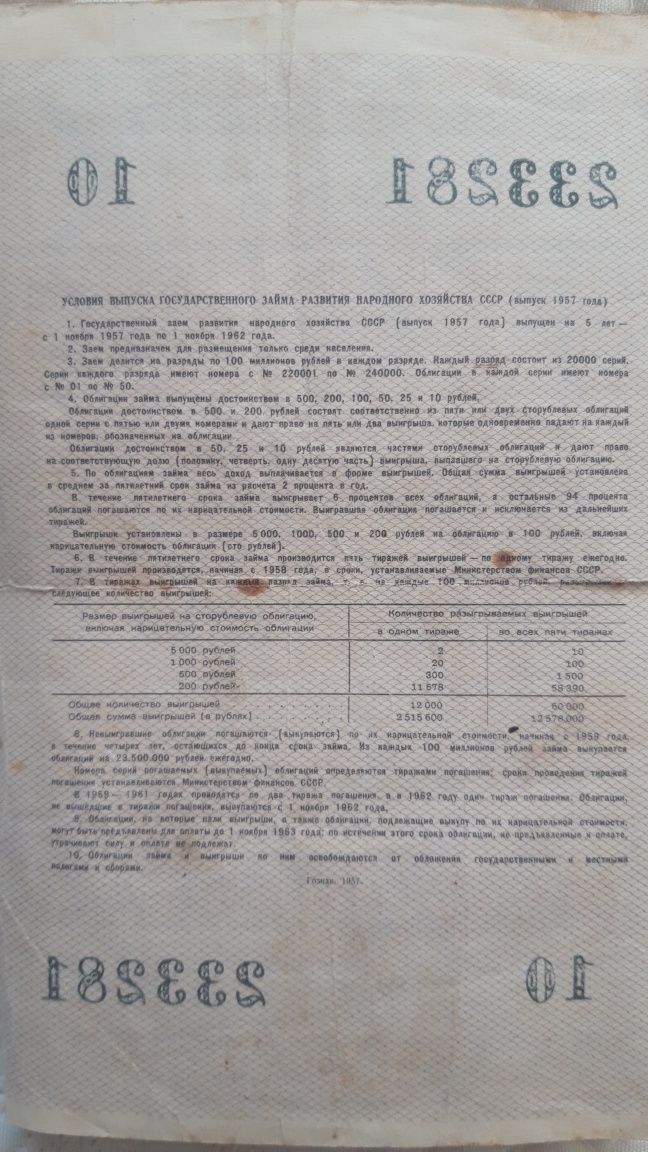 10 233281
УСЛОВИЯ ВЫПУСКА ГОСУДАРСТВЕННОГО ЗАЙМА РАЗВИТИЯ НАРОДНОГО ХОЗЯЙСТВА СССР (выпуск 1957 года)
1. Государственный заем развития народного хозяйства СССР (выпуск 1957 года) выпущен на 5 лет —
с 1 ноября 1957 года по 1 ноября 1962 года.
2. Заем предназначен для размещения только среди населения.
3. Заем делится на разряды по 100 миллионов рублей в каждом разряде. Каждый разряд состоит из 20000 серий.
Серии каждого разряда имеют номера с № 220001 по № 240000. Облигации в каждой серии имеют номера
с № 01 по № 50.
4. Облигации займа выпущены достоинством в 500, 200, 100, 50, 25 и 10 рублей.
Облигации достоинством в 500 и 200 рублей состоят соответственно из пяти или двух сторублевых облигаций
одной серии с пятью или двумя номерами и дают право на пять или два выигрыша, которые одновременно падают на каждый
из номеров, обозначенных на облигации.
Облигации достоинством в 50, 25 и 10 рублей являются частями сторублевых облигаций и дают право
на соответствующую долю (половину, четверть, одну десятую часть) выигрыша, выпавшего на сторублевую облигацию.
5. По облигациям займа весь доход выплачивается в форме выигрышей. Общая сумма выигрышей установлена
в среднем за пятилетний срок займа из расчета 2 процента в год.
В течение пятилетнего срока займа выигрывает 6 процентов всех облигаций, а остальные 94 процента
облигаций погашаются по их нарицательной стоимости. Выигравшая облигация погашается и исключается из дальнейших
тиражей.
Выигрыши установлены в размере 5 000, 1000, 500 и 200 рублей на облигацию в 100 рублей, включая
нарицательную стоимость облигации (сто рублей).
6. В течение пятилетнего срока займа производится пять тиражей выигрышей — по одному тиражу ежегодно.
Тиражи выигрышей производятся, начиная с 1958 года, в сроки, устанавливаемые Министерством финансов СССР.
7. В тиражах выигрышей на каждый разряд займа, т. е. на каждые 100 миллионов рублей, разыгрывается
следующее количество выигрышей:
Размер выигрышей на сторублевую облигацию, Количество разыгрываемых выигрышей
включая нарицательную стоимость облигации в одном тираже во всех пяти тиражах
5 000 рублей 2 10
1 000 рублей 20 100
500 рублей 300 1 500
200 рублей 11 678 58 390
Общее количество выигрышей 12 000 60 000
Общая сумма выигрышей (в рублях) 2 515 600 12 578 000
8. Невыигравшие облигации погашаются (выкупаются) по их нарицательной стоимости, начиная с 1959 года,
в течение четырех лет, остающихся до конца срока займа. Из каждых 100 миллионов рублей займа выкупается
облигаций на 23.500.000 рублей ежегодно.
Номера серий погашаемых (выкупаемых) облигаций определяются тиражами погашения; сроки проведения тиражей
погашения устанавливаются Министерством финансов СССР.
В 1959 — 1961 годах проводятся по два тиража погашения, а в 1962 году один тираж погашения. Облигации,
не вышедшие в тиражи погашения, выкупаются с 1 ноября 1962 года.
9. Облигации, на которые пали выигрыши, а также облигации, подлежащие выкупу по их нарицательной стоимости,
могут быть предъявлены для оплаты до 1 ноября 1963 года; по истечении этого срока облигации, не предъявленные к оплате,
утрачивают силу и оплате не подлежат.
10. Облигации займа и выигрыши по ним освобождаются от обложения государственными и местными
налогами и сборами.
Гознак. 1957.
233281 10